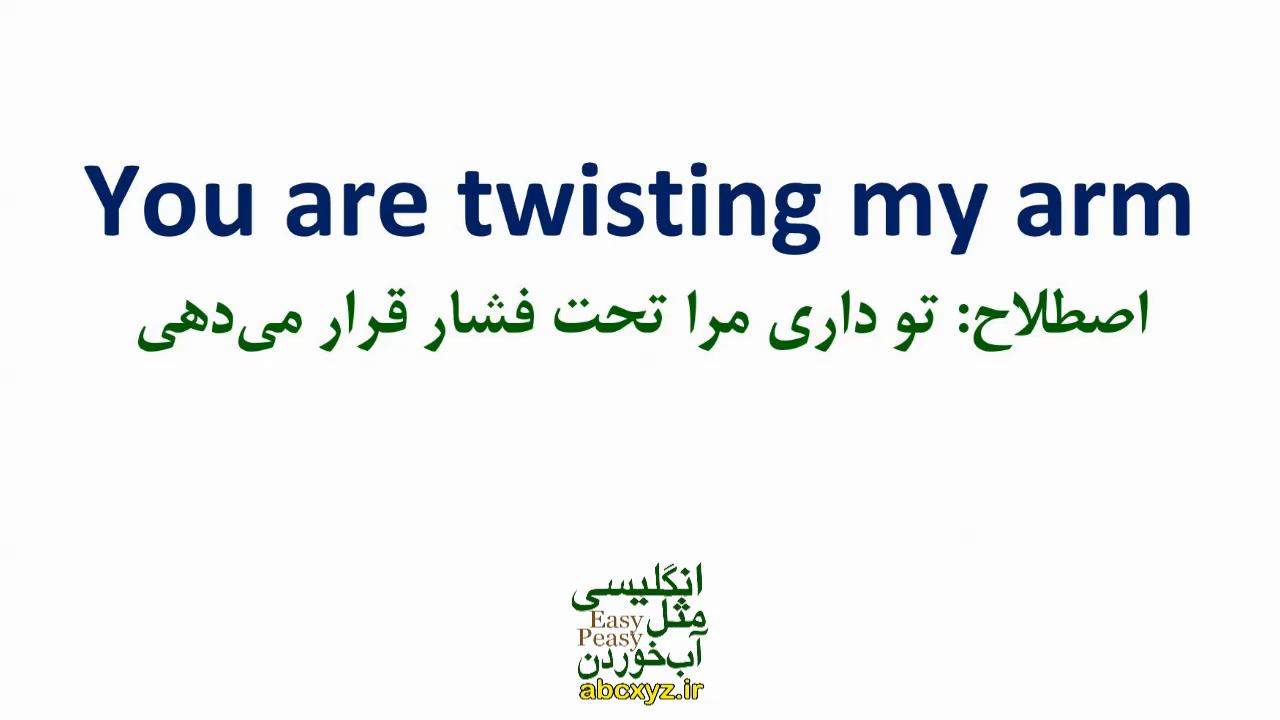 You are twisting my arm
اصطلاح: تو داری مرا تحت فشار قرار می‌دهی
انگلیسی
مثل
Easy
Peasy
آب‌خوردن
abcxyz.ir